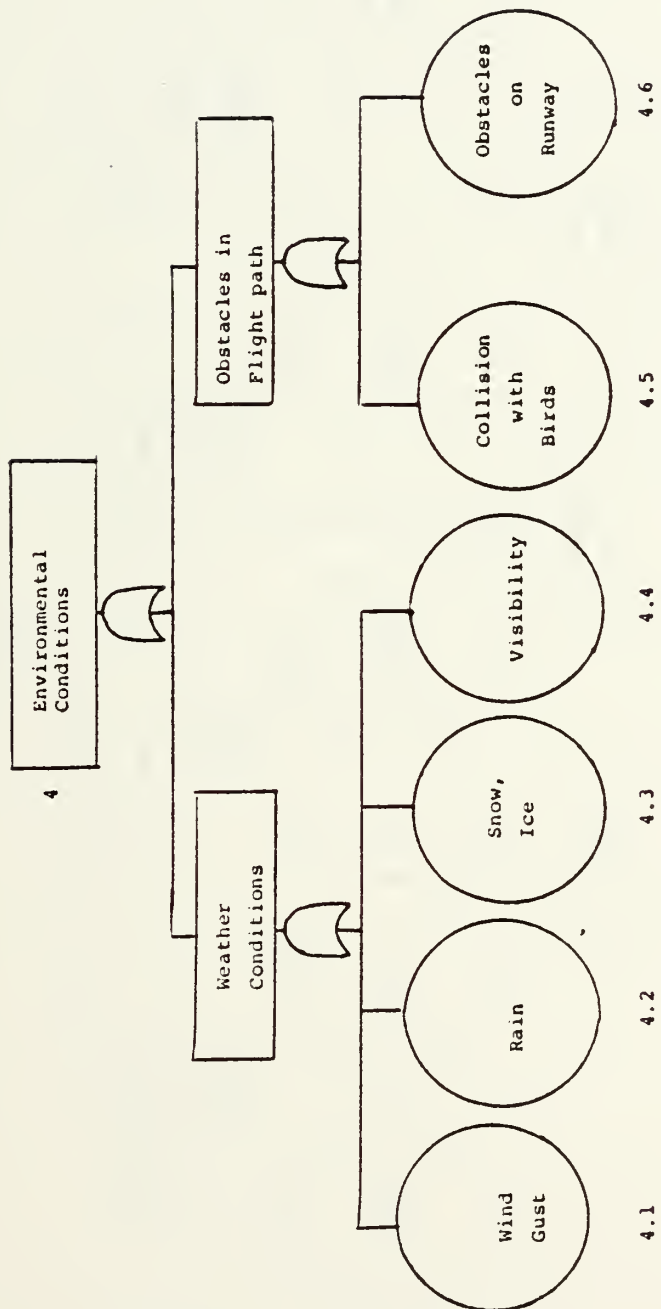 4
Environmental
Conditions
Weather
Conditions
Obstacles in
Flight path
Wind
Gust
Rain
Snow,
Ice
Visibility
Collision
with
Birds
Obstacles
on
Runway
4.1
4.2
4.3
4.4
4.5
4.6